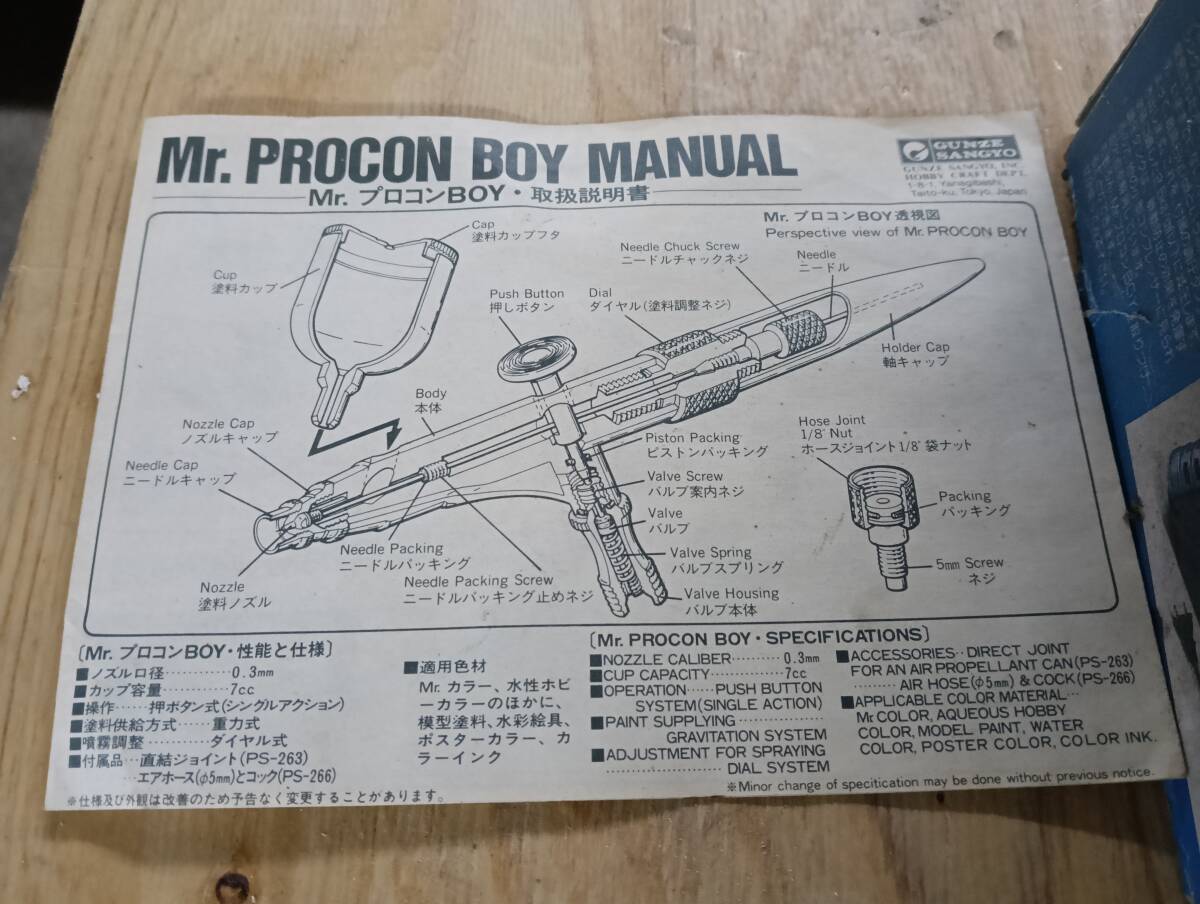 Mr. PROCON BOY MANUAL
Mr. プロコンBOY・取扱説明書
GUNZE
SANGYO
GUNZE SANGYO, INC.
HOBBY CRAFT DEPT.
1-8-1, Yanagibashi,
Taito-ku, Tokyo, Japan
Mr. プロコンBOY透視図
Perspective view of Mr. PROCON BOY
Cap
塗料カップフタ
Cup
塗料カップ
Needle Chuck Screw
ニードルチャックネジ
Needle
ニードル
Push Button
押しボタン
Dial
ダイヤル(塗料調整ネジ)
Holder Cap
軸キャップ
Body
本体
Nozzle Cap
ノズルキャップ
Needle Cap
ニードルキャップ
Hose Joint
1/8" Nut
ホースジョイント1/8"袋ナット
Piston Packing
ピストンパッキング
Valve Screw
バルブ案内ネジ
Valve
バルブ
Packing
パッキング
Needle Packing
ニードルパッキング
Valve Spring
バルブスプリング
5mm Screw
ネジ
Nozzle
塗料ノズル
Needle Packing Screw
ニードルパッキング止めネジ
Valve Housing
バルブ本体
〔Mr. プロコンBOY・性能と仕様〕
■ノズル口径………… 0.3mm
■カップ容量………… 7cc
■操作……押ボタン式(シングルアクション)
■塗料供給方式……重力式
■噴霧調整…………ダイヤル式
■付属品…直結ジョイント(PS-263)
…エアホース(φ5mm)とコック(PS-266)
■適用色材
Mr. カラー、水性ホビ
ーカラーのほかに、
模型塗料、水彩絵具、
ポスターカラー、カ
ラーインク
※仕様及び外観は改善のため予告なく変更することがあります。
〔Mr. PROCON BOY・SPECIFICATIONS〕
■NOZZLE CALIBER………… 0.3mm
■CUP CAPACITY……………7cc
■OPERATION……PUSH BUTTON
SYSTEM(SINGLE ACTION)
■PAINT SUPPLYING…………
GRAVITATION SYSTEM
■ADJUSTMENT FOR SPRAYING
………………… DIAL SYSTEM
■ACCESSORIES‥DIRECT JOINT
FOR AN AIR PROPELLANT CAN(PS-263)
……… AIR HOSE(φ5mm) & COCK(PS-266)
■APPLICABLE COLOR MATERIAL…
Mr.COLOR, AQUEOUS HOBBY
COLOR, MODEL PAINT, WATER
COLOR, POSTER COLOR, COLOR INK.
※Minor change of specitication may be done without previous notice.